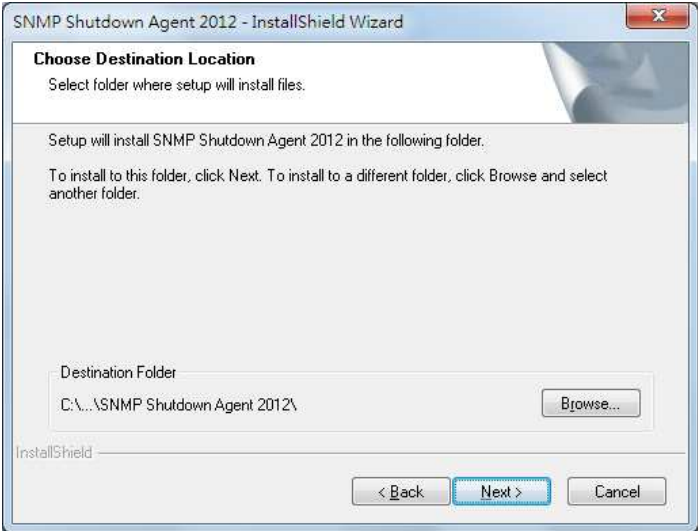 SNMP Shutdown Agent 2012 - InstallShield Wizard
Choose Destination Location
Select folder where setup will install files.
Setup will install SNMP Shutdown Agent 2012 in the following folder.
To install to this folder, click Next. To install to a different folder, click Browse and select
another folder.
Destination Folder
C:\...\SNMP Shutdown Agent 2012\
Browse...
InstallShield
< Back
Next >
Cancel